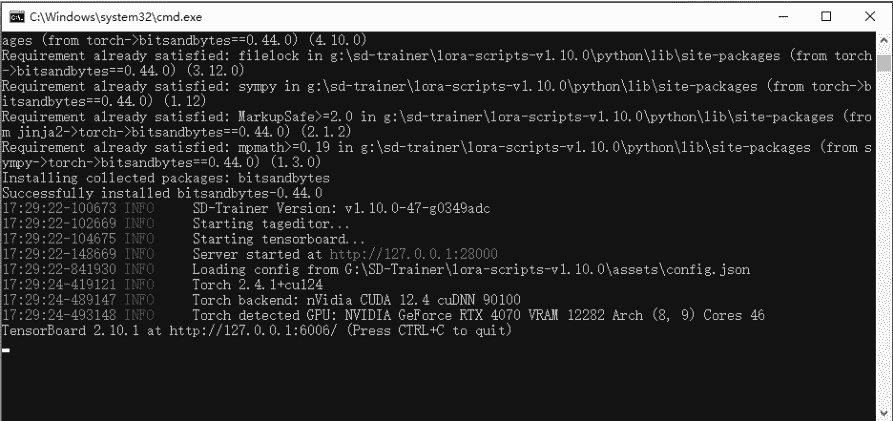 C:\Windows\system32\cmd.exe
ages (from torch->bitsandbytes==0.44.0) (4.10.0)
Requirement already satisfied: filelock in g:\sd-trainer\lora-scripts-v1.10.0\python\lib\site-packages (from torch
->bitsandbytes==0.44.0) (3.12.0)
Requirement already satisfied: sympy in g:\sd-trainer\lora-scripts-v1.10.0\python\lib\site-packages (from torch->b
itsandbytes==0.44.0) (1.12)
Requirement already satisfied: MarkupSafe>=2.0 in g:\sd-trainer\lora-scripts-v1.10.0\python\lib\site-packages (fro
m jinja2->torch->bitsandbytes==0.44.0) (2.1.2)
Requirement already satisfied: mpmath>=0.19 in g:\sd-trainer\lora-scripts-v1.10.0\python\lib\site-packages (from s
ympy->torch->bitsandbytes==0.44.0) (1.3.0)
Installing collected packages: bitsandbytes
Successfully installed bitsandbytes-0.44.0
17:29:22-100673 INFO     SD-Trainer Version: v1.10.0-47-g0349adc
17:29:22-102669 INFO     Starting tageditor...
17:29:22-104675 INFO     Starting tensorboard...
17:29:22-148669 INFO     Server started at http://127.0.0.1:28000
17:29:22-841930 INFO     Loading config from G:\SD-Trainer\lora-scripts-v1.10.0\assets\config.json
17:29:24-419121 INFO     Torch 2.4.1+cu124
17:29:24-489147 INFO     Torch backend: nVidia CUDA 12.4 cuDNN 90100
17:29:24-493148 INFO     Torch detected GPU: NVIDIA GeForce RTX 4070 VRAM 12282 Arch (8, 9) Cores 46
TensorBoard 2.10.1 at http://127.0.0.1:6006/ (Press CTRL+C to quit)